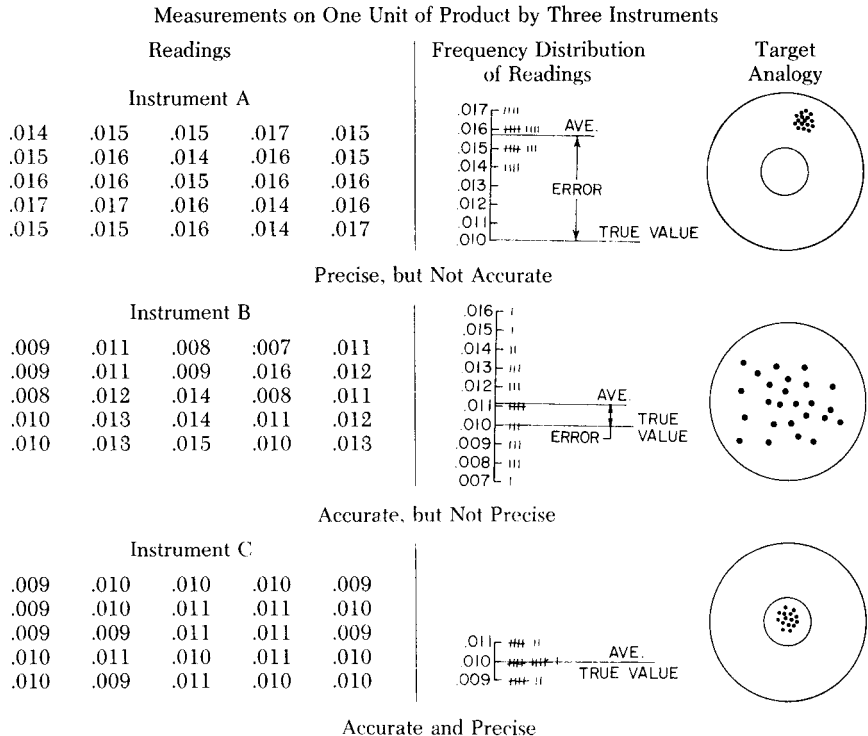 Measurements on One Unit of Product by Three Instruments
Readings
Frequency Distribution
of Readings
Target
Analogy
Instrument A
.014 .015 .015 .017 .015
.015 .016 .014 .016 .015
.016 .016 .015 .016 .016
.017 .017 .016 .014 .016
.015 .015 .016 .014 .017
.017
.016
.015
.014
.013
.012
.011
.010
AVE.
ERROR
TRUE VALUE
Precise, but Not Accurate
Instrument B
.009 .011 .008 .007 .011
.009 .011 .009 .016 .012
.008 .012 .014 .008 .011
.010 .013 .014 .011 .012
.010 .013 .015 .010 .013
.016
.015
.014
.013
.012
.011
.010
.009
.008
.007
AVE.
TRUE
VALUE
ERROR
Accurate, but Not Precise
Instrument C
.009 .010 .010 .010 .009
.009 .010 .011 .011 .010
.009 .009 .011 .011 .009
.010 .011 .010 .011 .010
.010 .009 .011 .010 .010
.011
.010
.009
AVE.
TRUE VALUE
Accurate and Precise